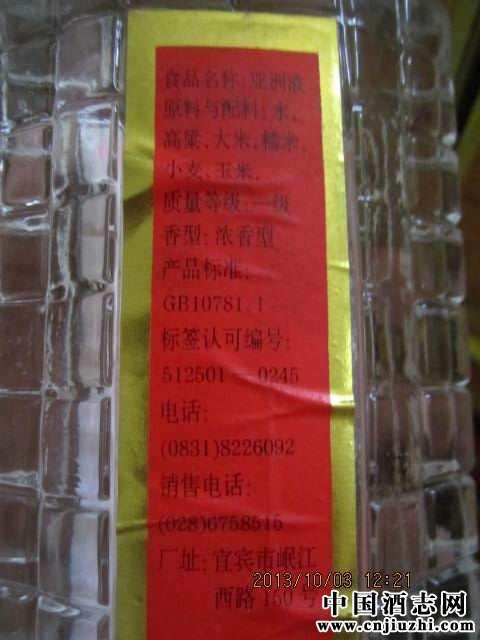 食品名称:亚洲液
原料与配料:水、
高粱、大米、糯米、
小麦、玉米、
质量等级:一级
香型:浓香型
产品标准:
GB10781.1
标签认可编号:
512501—0245
电话:
(0831)8226092
销售电话:
(028)6758515
厂址:宜宾市岷江
西路150号
2013/10/03 12:21
中国酒志网
www.cnjiuzhi.com